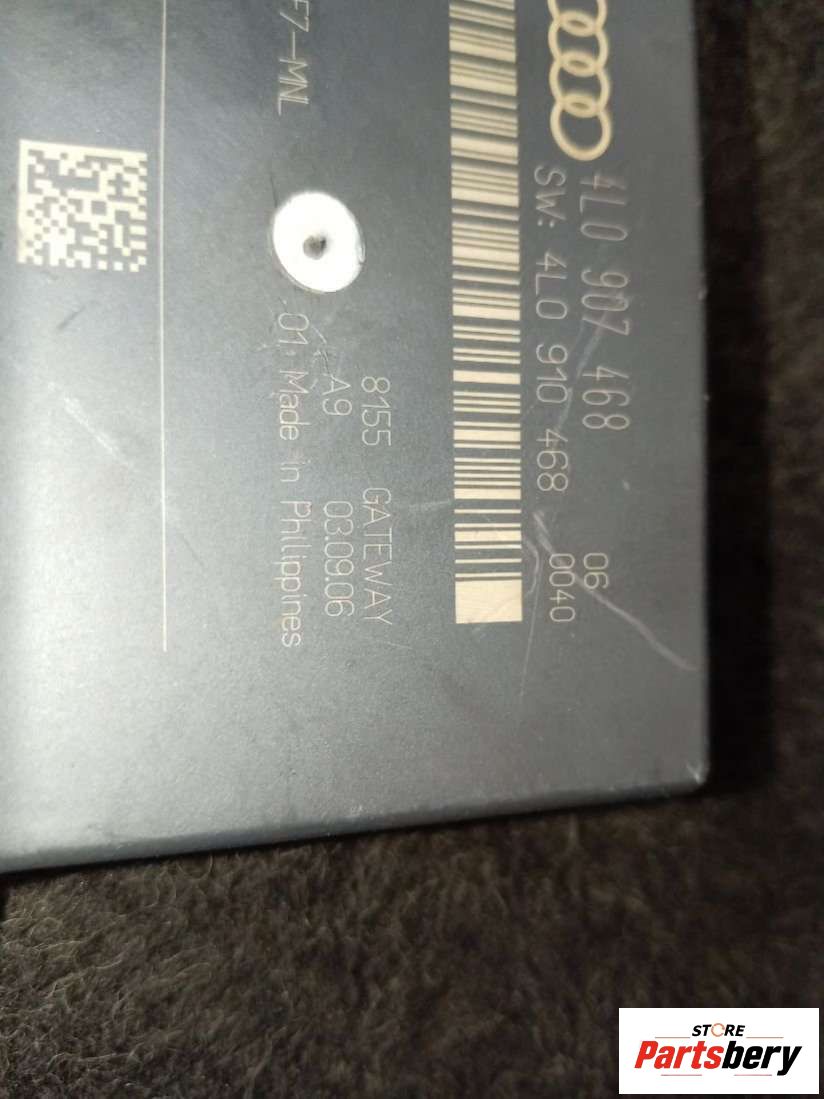 4L0 907 468 06
SW: 4L0 910 468 0040
8155 GATEWAY
A9 03.09.06
F7-MNL .01. Made in Phillippines
STORE
Partsbery